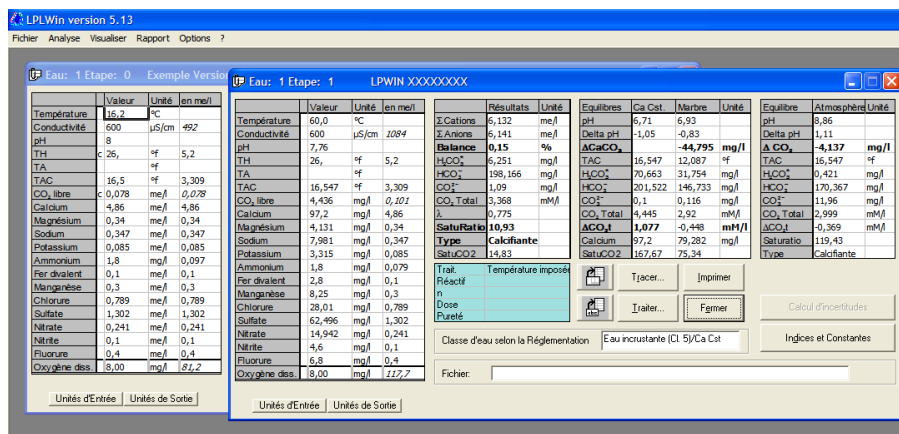 LPLWin version 5.13
Fichier Analyse Visualiser Rapport Options ?
Eau: 1 Etape: 0 Exemple Versio
Valeur Unité en me/l
Température 16,2 °C
Conductivité 600 µS/cm 492
pH 8
TH c 26, °f 5,2
TA °f
TAC 16,5 °f 3,309
CO₂ libre c 0,078 me/l 0,078
Calcium 4,86 me/l 4,86
Magnésium 0,34 me/l 0,34
Sodium 0,347 me/l 0,347
Potassium 0,085 me/l 0,085
Ammonium 1,8 mg/l 0,097
Fer divalent 0,1 me/l 0,1
Manganèse 0,3 me/l 0,3
Chlorure 0,789 me/l 0,789
Sulfate 1,302 me/l 1,302
Nitrate 0,241 me/l 0,241
Nitrite 0,1 me/l 0,1
Fluorure 0,4 me/l 0,4
Oxygène diss. 8,00 mg/l 81,2
Unités d'Entrée Unités de Sortie
Eau: 1 Etape: 1 LPWIN XXXXXXXX
Valeur Unité en me/l
Température 60,0 °C
Conductivité 600 µS/cm 1084
pH 7,76
TH 26, °f 5,2
TA °f
TAC 16,547 °f 3,309
CO₂ libre 4,436 mg/l 0,101
Calcium 97,2 mg/l 4,86
Magnésium 4,131 mg/l 0,34
Sodium 7,981 mg/l 0,347
Potassium 3,315 mg/l 0,085
Ammonium 1,8 mg/l 0,079
Fer divalent 2,8 mg/l 0,1
Manganèse 8,25 mg/l 0,3
Chlorure 28,01 mg/l 0,789
Sulfate 62,496 mg/l 1,302
Nitrate 14,942 mg/l 0,241
Nitrite 4,6 mg/l 0,1
Fluorure 6,8 mg/l 0,4
Oxygène diss. 8,00 mg/l 117,7
Unités d'Entrée Unités de Sortie
Résultats Unité
Σ Cations 6,132 me/l
Σ Anions 6,141 me/l
Balance 0,15 %
H₂CO₃* 6,251 mg/l
HCO₃⁻ 198,166 mg/l
CO₃²⁻ 1,09 mg/l
CO₂ Total 3,368 mM/l
λ 0,775
SatuRatio 10,93
Type Calcifiante
SatuCO2 14,83
Equilibres Ca Cst. Marbre Unité
pH 6,71 6,93
Delta pH -1,05 -0,83
ΔCaCO₃ -44,795 mg/l
TAC 16,547 12,087 °f
H₂CO₃* 70,663 31,754 mg/l
HCO₃⁻ 201,522 146,733 mg/l
CO₃²⁻ 0,1 0,116 mg/l
CO₂ Total 4,445 2,92 mM/l
ΔCO₂t 1,077 -0,448 mM/l
Calcium 97,2 79,282 mg/l
SatuCO2 167,67 75,34
Equilibre Atmosphère Unité
pH 8,86
Delta pH 1,11
Δ CO₂ -4,137 mg/l
TAC 16,547 °f
H₂CO₃* 0,421 mg/l
HCO₃⁻ 170,367 mg/l
CO₃²⁻ 11,96 mg/l
CO₂ Total 2,999 mM/l
ΔCO₂t -0,369 mM/l
Saturatio 119,43
Type Calcifiante
Trait. Température imposée
Réactif
n
Dose
Pureté
Tracer... Imprimer
Traiter... Fermer
Calcul d'incertitudes
Indices et Constantes
Classe d'eau selon la Réglementation Eau incrustante (Cl. 5)/Ca Cst
Fichier: